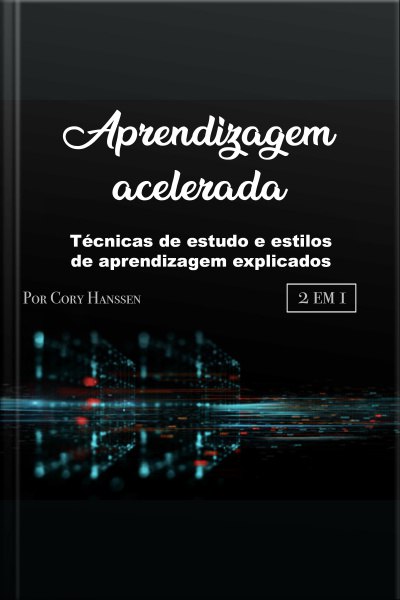 Aprendizagem
acelerada
Técnicas de estudo e estilos
de aprendizagem explicados
Por Cory Hanssen
2 EM 1